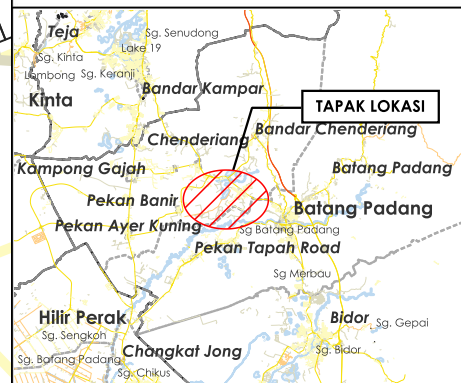 Teja
Sg. Senudong
Lake 19
Sg. Kinta
Lombong
Sg. Keranji
Kinta
Bandar Kampar
TAPAK LOKASI
Chenderiang
Bandar Chenderiang
Kampong Gajah
Batang Padang
Pekan Banir
Batang Padang
Pekan Ayer Kuning
Sg Batang Padang
Pekan Tapah Road
Sg Merbau
Hilir Perak
Bidor
Sg. Gepai
Sg. Sengkoh
Sg. Batang Padang
Changkat Jong
Sg. Bidor
Sg. Chikus